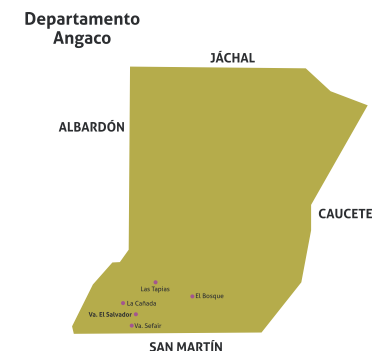 Departamento
Angaco
JÁCHAL
ALBARDÓN
CAUCETE
Las Tapias
El Bosque
La Cañada
Va. El Salvador
Va. Sefair
SAN MARTÍN